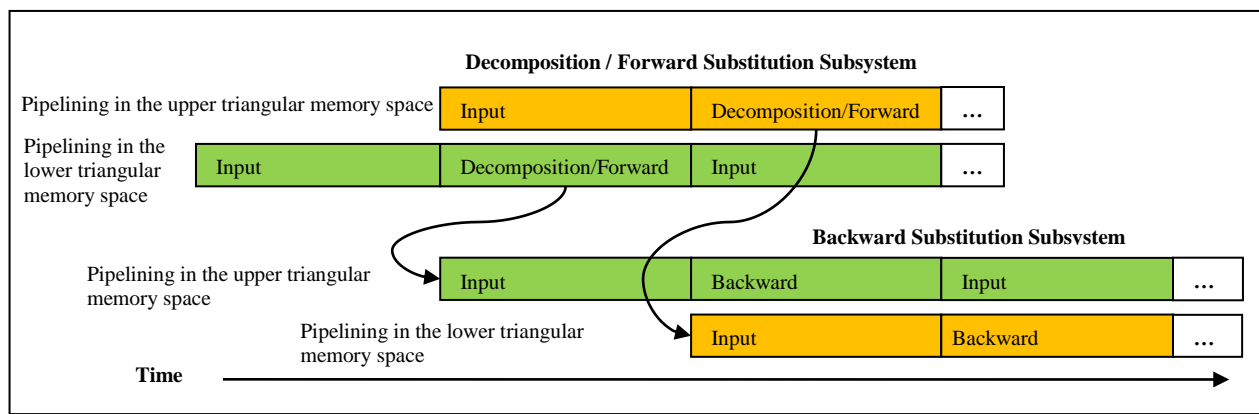 Decomposition / Forward Substitution Subsystem
Pipelining in the upper triangular memory space
Input
Decomposition/Forward
...
Pipelining in the
lower triangular
memory space
Input
Decomposition/Forward
Input
...
Backward Substitution Subsystem
Pipelining in the upper triangular
memory space
Input
Backward
Input
...
Pipelining in the lower triangular
memory space
Input
Backward
...
Time